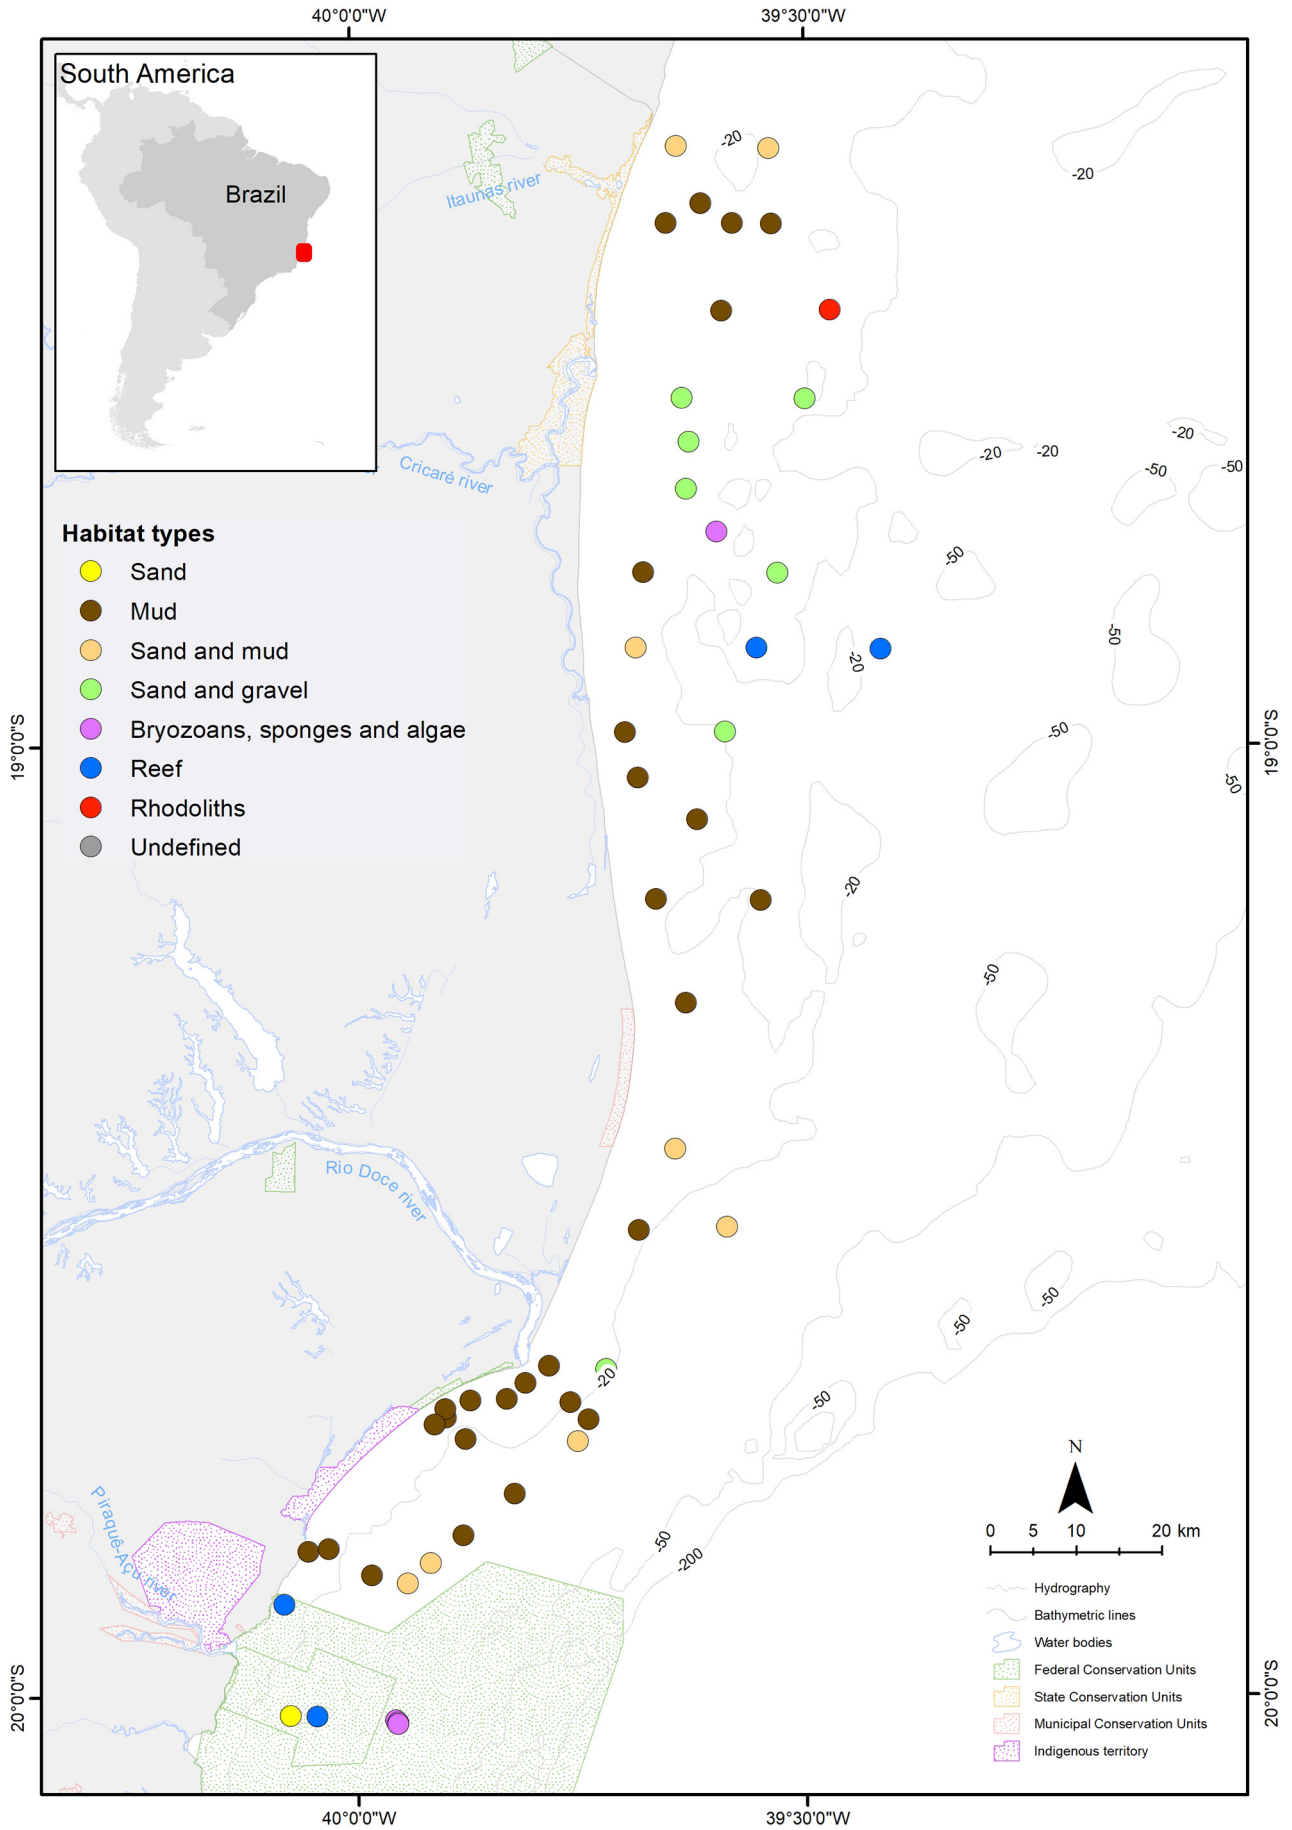 40°0'0"W
39°30'0"W
South America
Brazil
-20
-20
Itaunas river
Cricaré river
-20
-20
-20
-50
-50
Habitat types
Sand
Mud
Sand and mud
Sand and gravel
Bryozoans, sponges and algae
Reef
Rhodoliths
Undefined
-50
-50
-20
19°0'0"S
19°0'0"S
-50
-50
-20
-50
Rio Doce river
-50
-50
-20
-50
Piraquê-Açu river
-50
-200
N
0 5 10 20 km
Hydrography
Bathymetric lines
Water bodies
Federal Conservation Units
State Conservation Units
Municipal Conservation Units
Indigenous territory
20°0'0"S
20°0'0"S
40°0'0"W
39°30'0"W